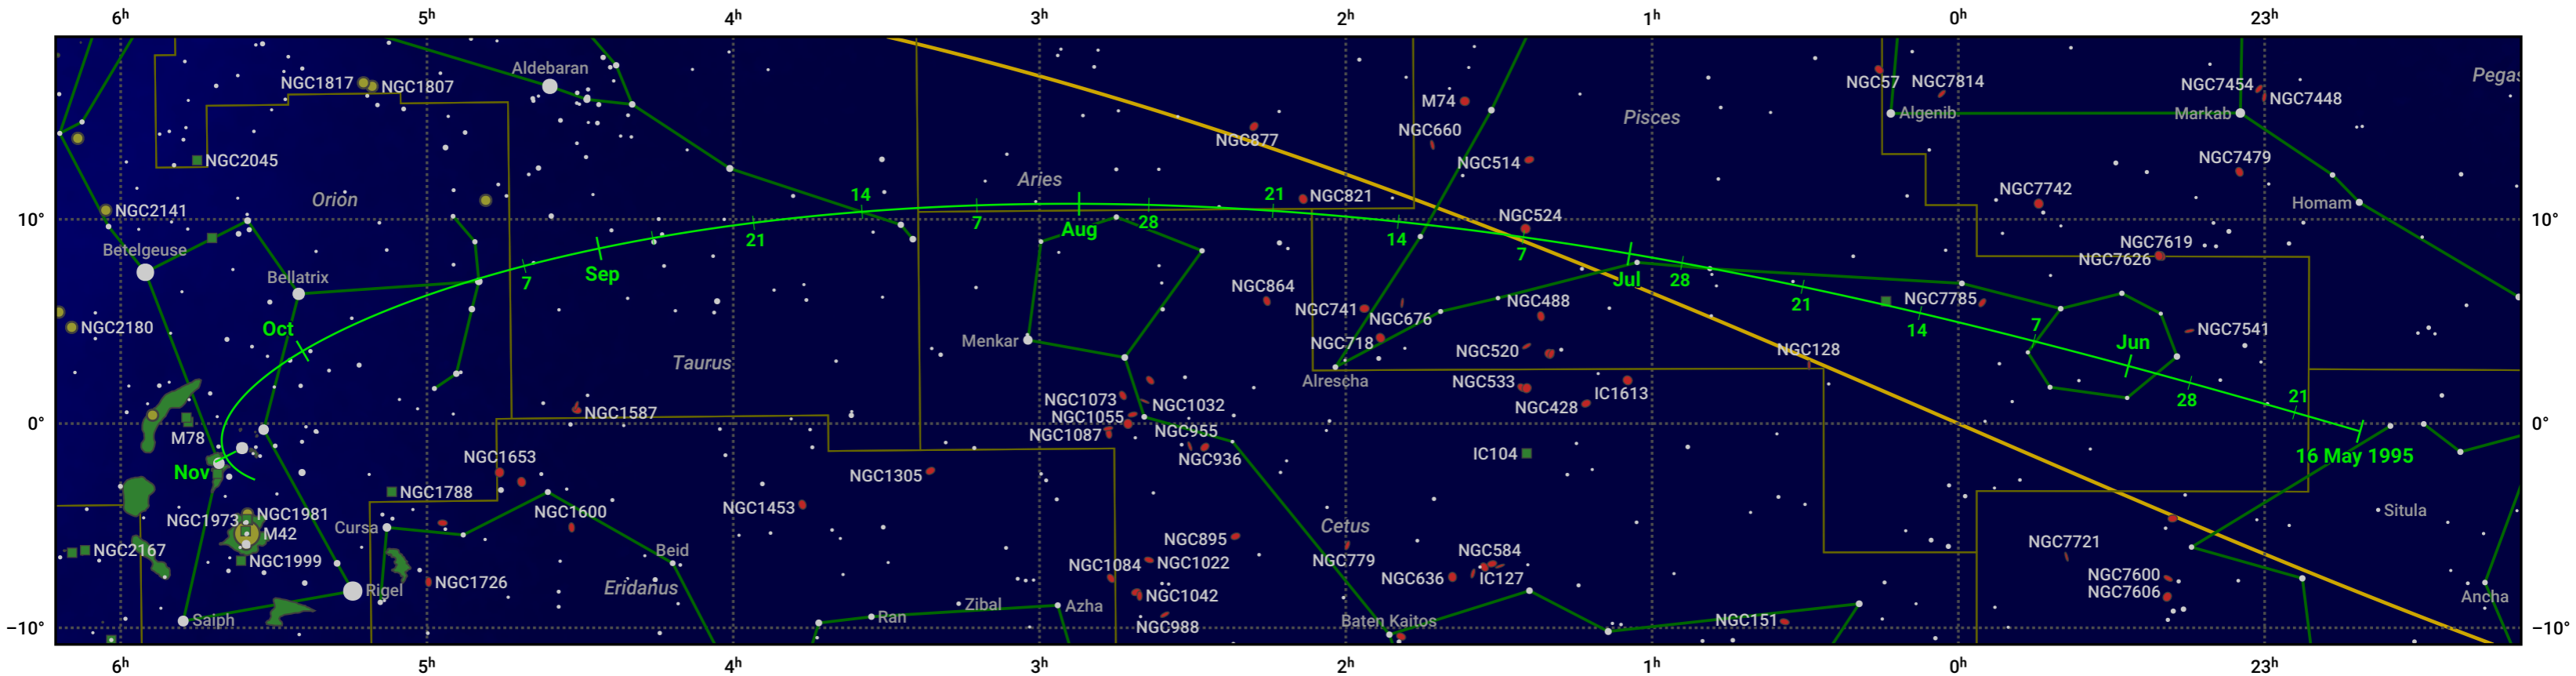 6h 5h 4h 3h 2h 1h 0h 23h
Aldebaran
NGC1817 NGC1807
NGC57 NGC7814
NGC7454
NGC7448
Pegas
M74
Algenib
Markab
Pisces
NGC660
NGC877
NGC2045
NGC514
NGC7479
Aries
Orion
14
21
NGC821
NGC7742
Homam
NGC2141
10°
7
28
NGC524
10°
Aug
14
21
Betelgeuse
NGC7619
7
NGC7626
Bellatrix
Sep
7
Jul
28
NGC864
NGC741
NGC488
21
NGC7785
NGC676
NGC2180
Oct
14
7
NGC7541
Menkar
NGC718
Jun
NGC520
NGC128
Taurus
Alrescha
NGC533
IC1613
NGC1073
NGC1032
28
21
NGC428
NGC1587
NGC1055
0°
M78
NGC1087
NGC955
0°
Nov
NGC1653
NGC936
IC104
16 May 1995
NGC1305
NGC1788
NGC1453
NGC1973
NGC1981
NGC1600
Situla
Cursa
M42
Cetus
NGC895
NGC2167
Beid
NGC584
NGC7721
NGC1999
NGC1084
NGC1022
NGC779
NGC636
IC127
NGC7600
Rigel
NGC1726
Eridanus
NGC1042
NGC7606
Zibal
Azha
Ancha
Saiph
Ran
Baten Kaitos
NGC151
−10°
NGC988
−10°
6h 5h 4h 3h 2h 1h 0h 23h